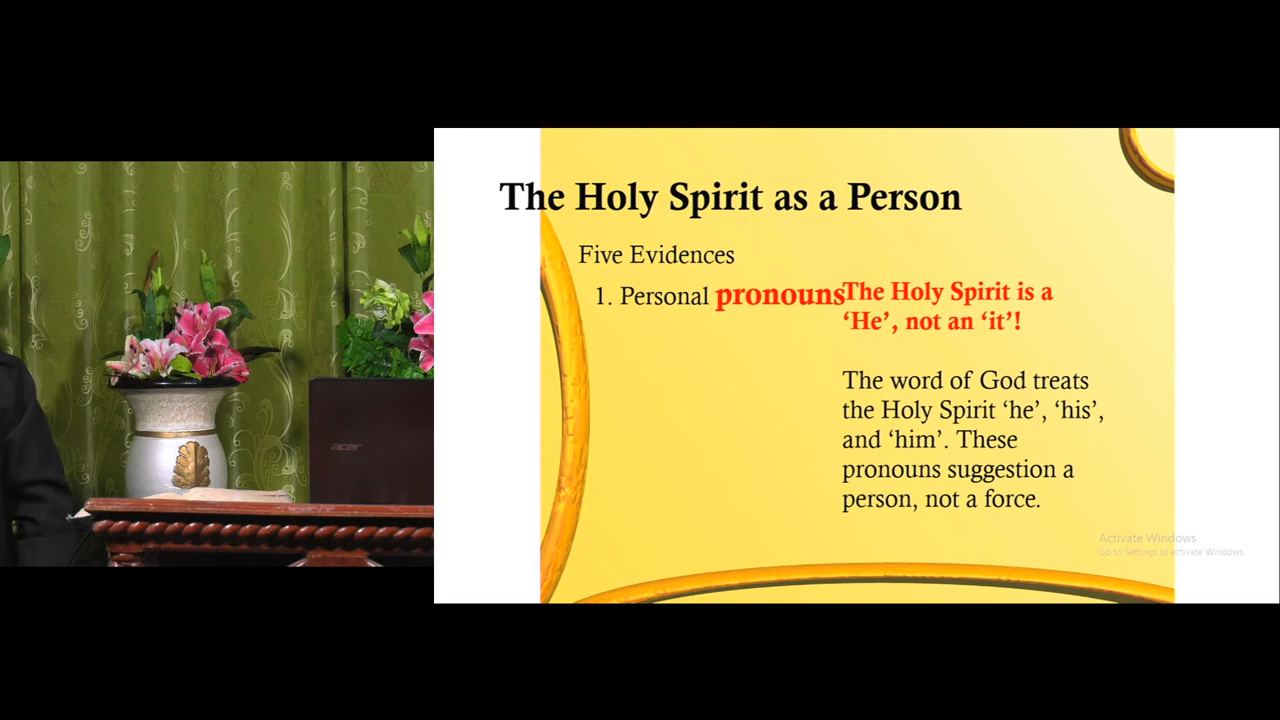 The Holy Spirit as a Person
Five Evidences
1. Personal pronouns
The Holy Spirit is a
‘He’, not an ‘it’!
The word of God treats
the Holy Spirit ‘he’, ‘his’,
and ‘him’. These
pronouns suggestion a
person, not a force.
acer
Activate Windows
Go to Settings to activate Windows.